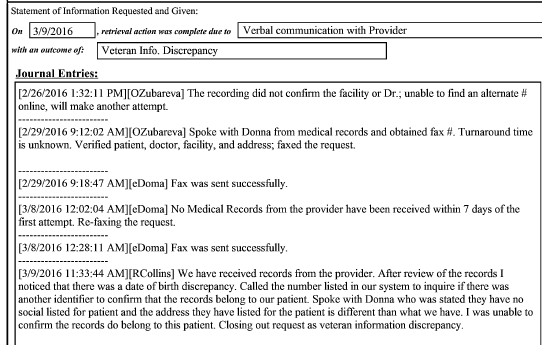 Statement of Information Requested and Given:
On 3/9/2016 , retrieval action was complete due to Verbal communication with Provider
with an outcome of: Veteran Info. Discrepancy
Journal Entries:
[2/26/2016 1:32:11 PM][OZubareva] The recording did not confirm the facility or Dr.; unable to find an alternate #
online, will make another attempt.
------------------------
[2/29/2016 9:12:02 AM][OZubareva] Spoke with Donna from medical records and obtained fax #. Turnaround time
is unknown. Verified patient, doctor, facility, and address; faxed the request.
------------------------
[2/29/2016 9:18:47 AM][eDoma] Fax was sent successfully.
------------------------
[3/8/2016 12:02:04 AM][eDoma] No Medical Records from the provider have been received within 7 days of the
first attempt. Re-faxing the request.
------------------------
[3/8/2016 12:28:11 AM][eDoma] Fax was sent successfully.
------------------------
[3/9/2016 11:33:44 AM][RCollins] We have received records from the provider. After review of the records I
noticed that there was a date of birth discrepancy. Called the number listed in our system to inquire if there was
another identifier to confirm that the records belong to our patient. Spoke with Donna who was stated they have no
social listed for patient and the address they have listed for the patient is different than what we have. I was unable to
confirm the records do belong to this patient. Closing out request as veteran information discrepancy.